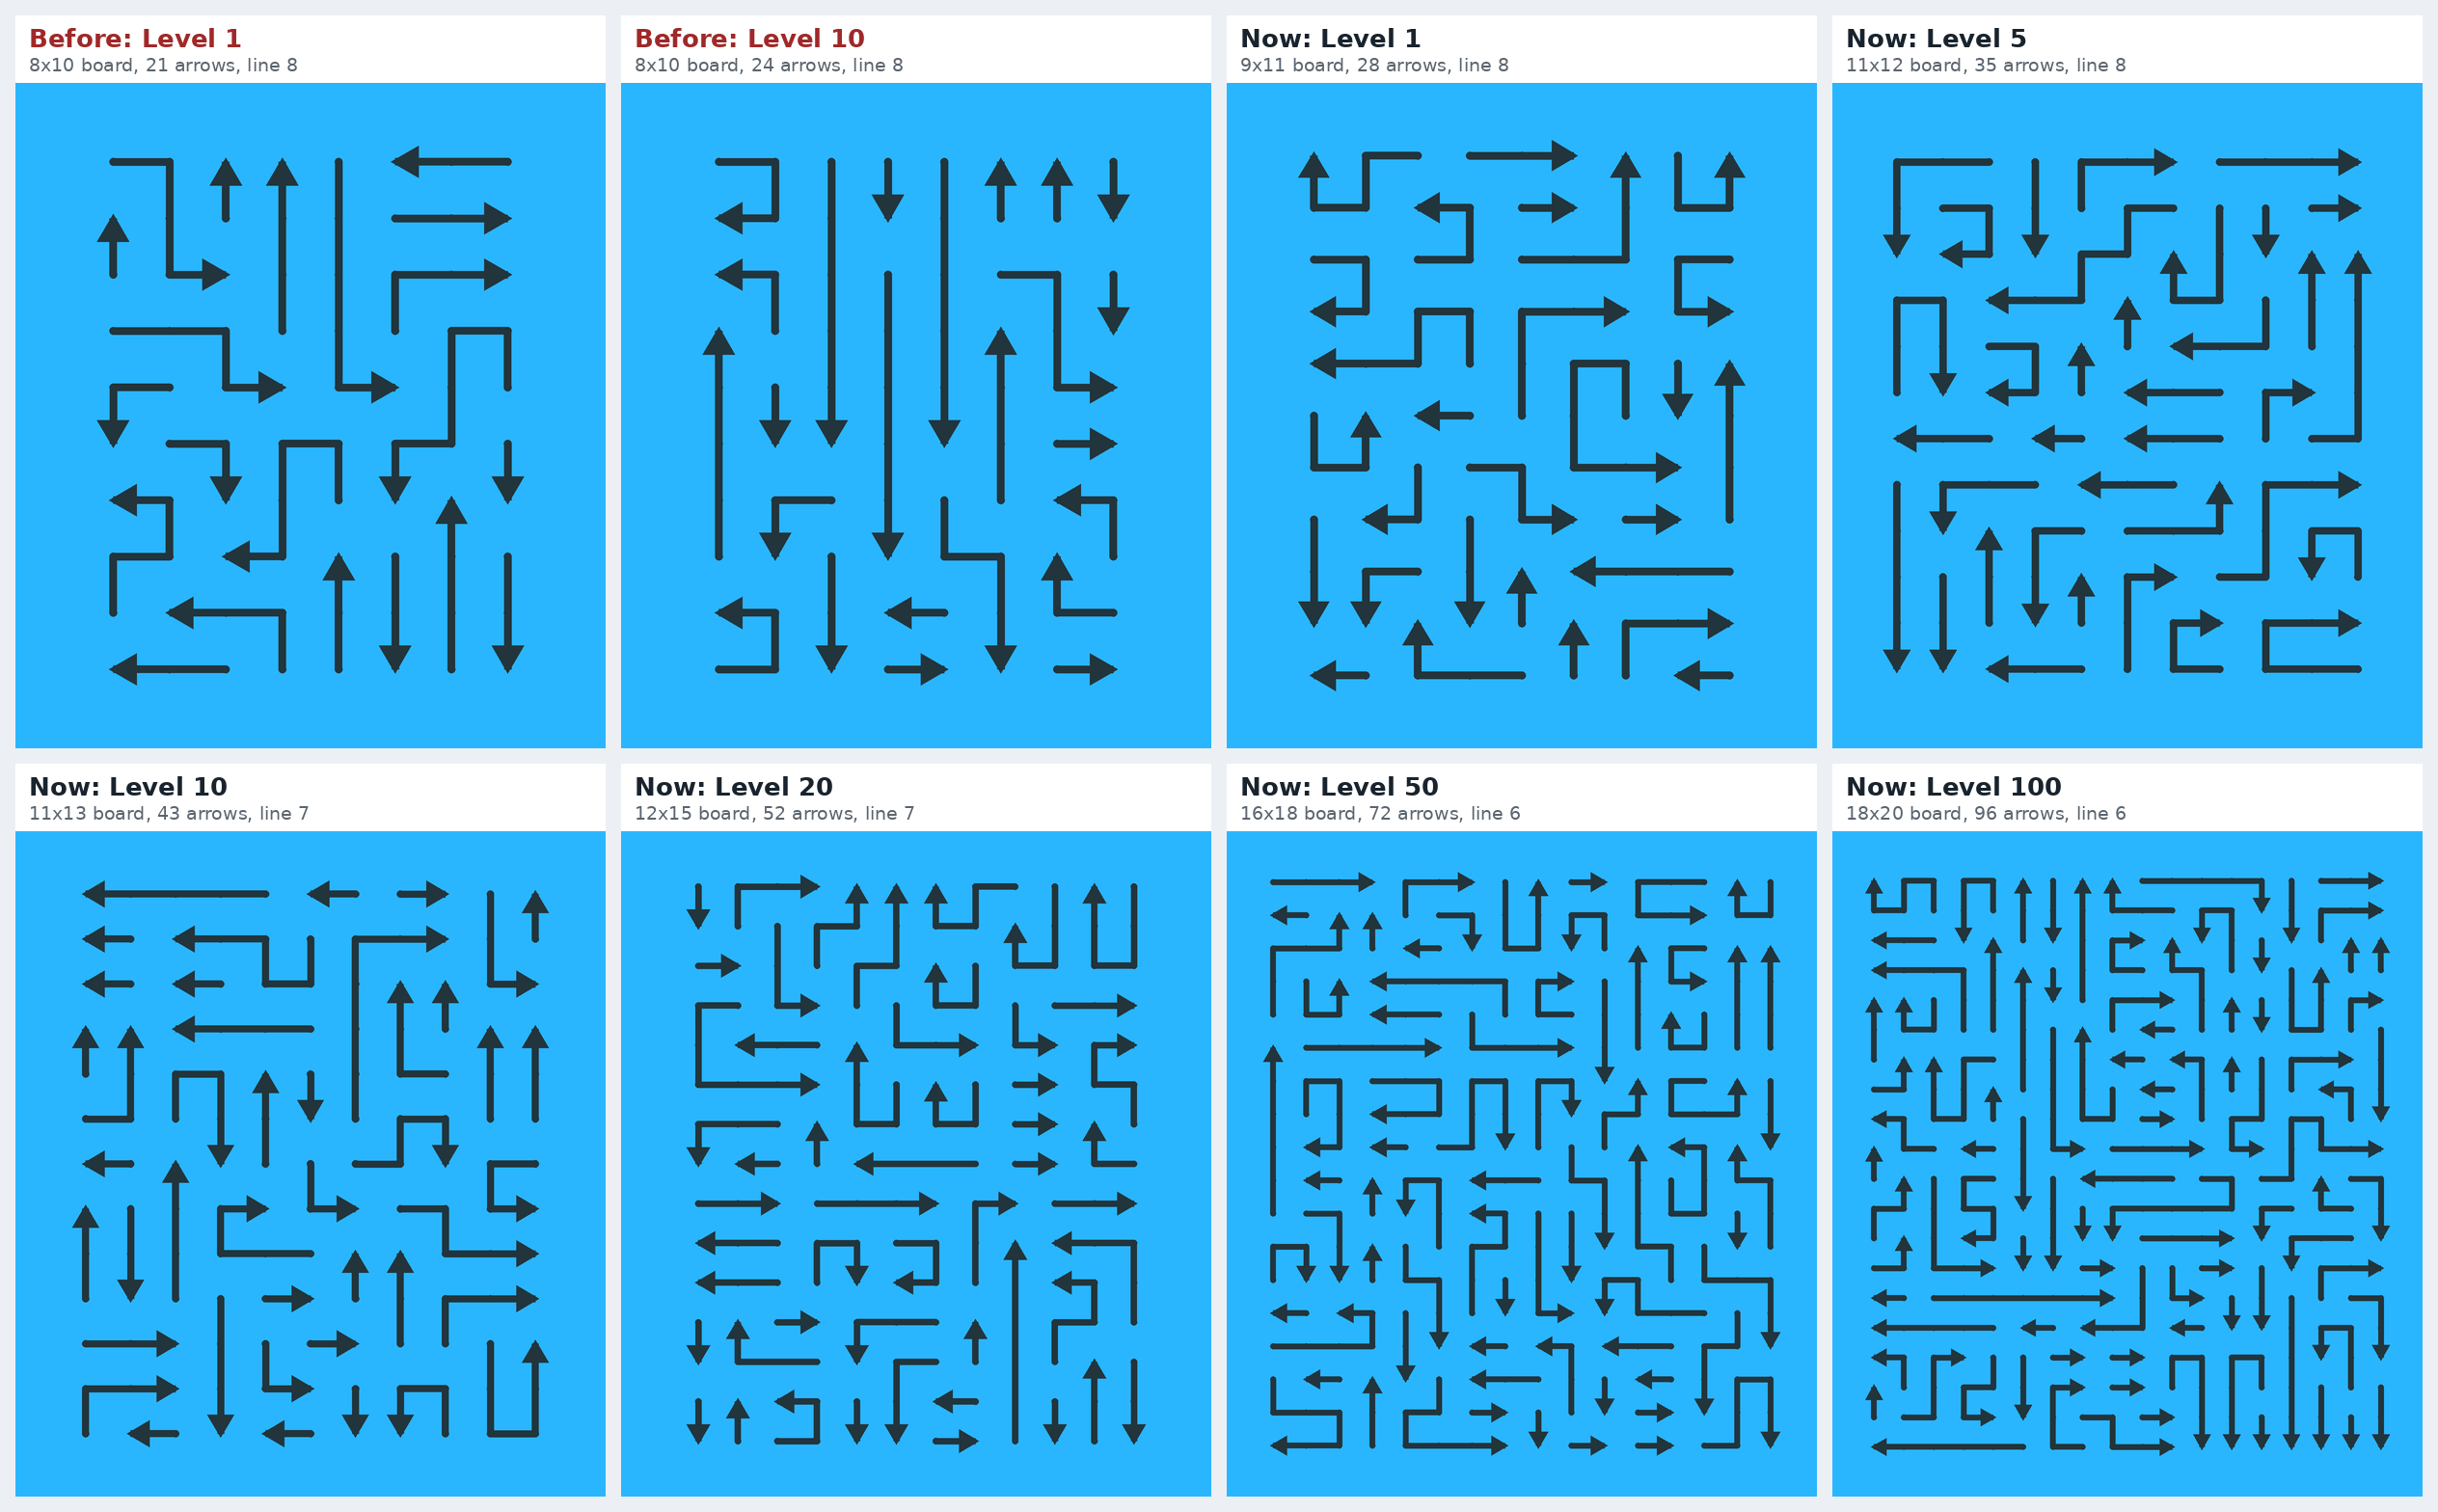 Before: Level 1
8x10 board, 21 arrows, line 8
Before: Level 10
8x10 board, 24 arrows, line 8
Now: Level 1
9x11 board, 28 arrows, line 8
Now: Level 5
11x12 board, 35 arrows, line 8
Now: Level 10
11x13 board, 43 arrows, line 7
Now: Level 20
12x15 board, 52 arrows, line 7
Now: Level 50
16x18 board, 72 arrows, line 6
Now: Level 100
18x20 board, 96 arrows, line 6